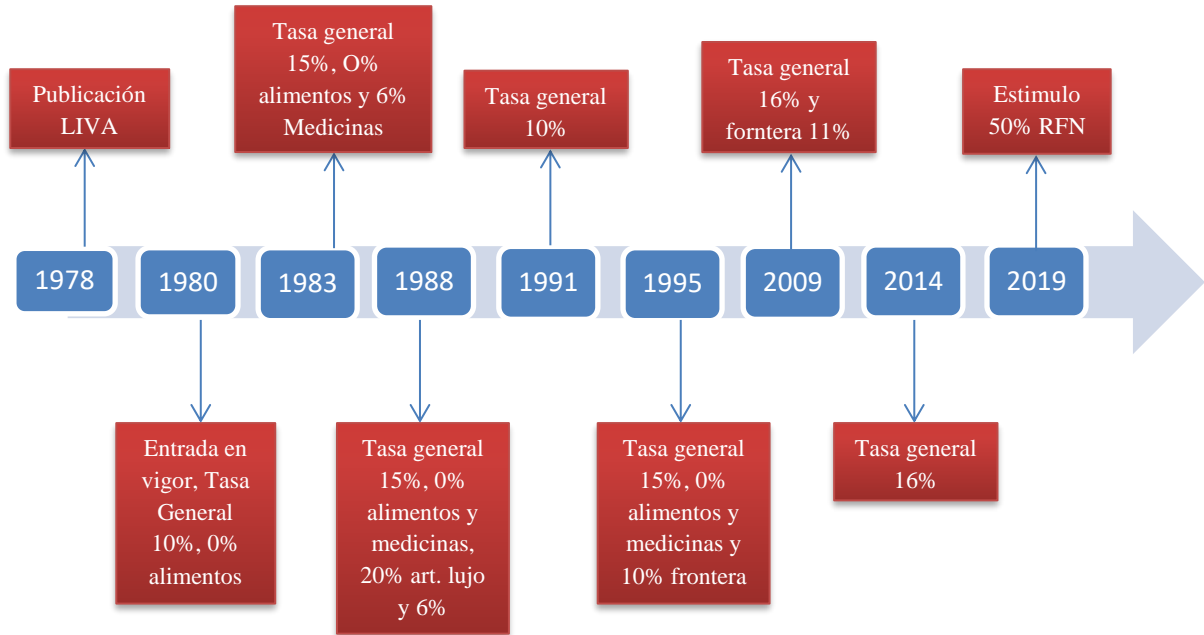 Publicación
LIVA
Tasa general
15%, O%
alimentos y 6%
Medicinas
Tasa general
10%
Tasa general
16% y
forntera 11%
Estimulo
50% RFN
1978
1980
1983
1988
1991
1995
2009
2014
2019
Entrada en
vigor, Tasa
General
10%, 0%
alimentos
Tasa general
15%, 0%
alimentos y
medicinas,
20% art. lujo
y 6%
Tasa general
15%, 0%
alimentos y
medicinas y
10% frontera
Tasa general
16%